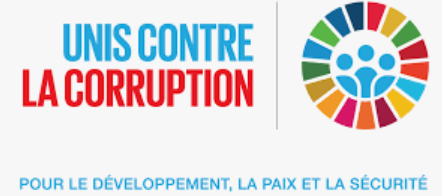 UNIS CONTRE
LA CORRUPTION
POUR LE DÉVELOPPEMENT, LA PAIX ET LA SÉCURITÉ